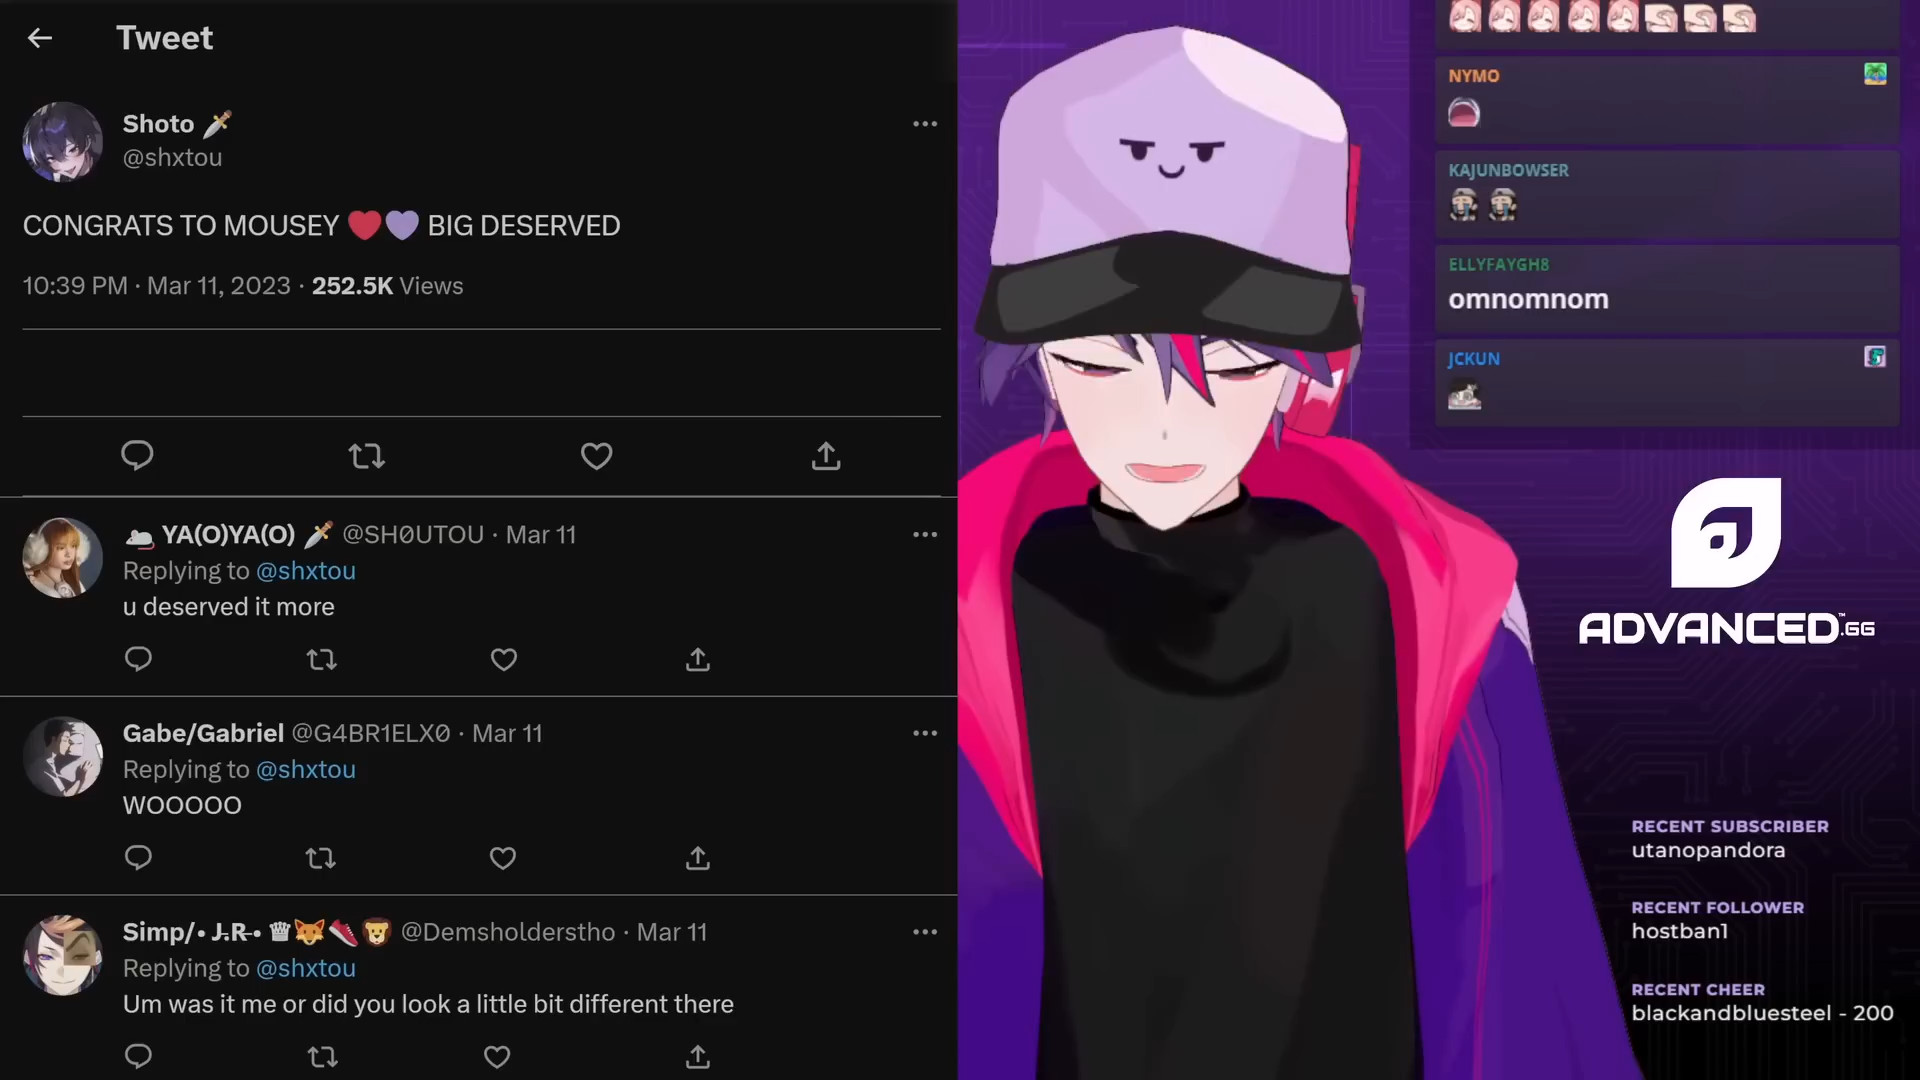 Tweet
Shoto 🗡️
@shxtou
CONGRATS TO MOUSEY ❤️💜 BIG DESERVED
10:39 PM · Mar 11, 2023 · 252.5K Views
🐁 YA(O)YA(O) 🗡️ @SH0UTOU · Mar 11
Replying to @shxtou
u deserved it more
Gabe/Gabriel @G4BR1ELX0 · Mar 11
Replying to @shxtou
WOOOOO
Simp/• J.R • ♛🦊👟🦁 @Demsholderstho · Mar 11
Replying to @shxtou
Um was it me or did you look a little bit different there
NYMO
KAJUNBOWSER
ELLYFAYGH8
omnomnom
JCKUN
ADVANCED™.GG
RECENT SUBSCRIBER
utanopandora
RECENT FOLLOWER
hostban1
RECENT CHEER
blackandbluesteel - 200